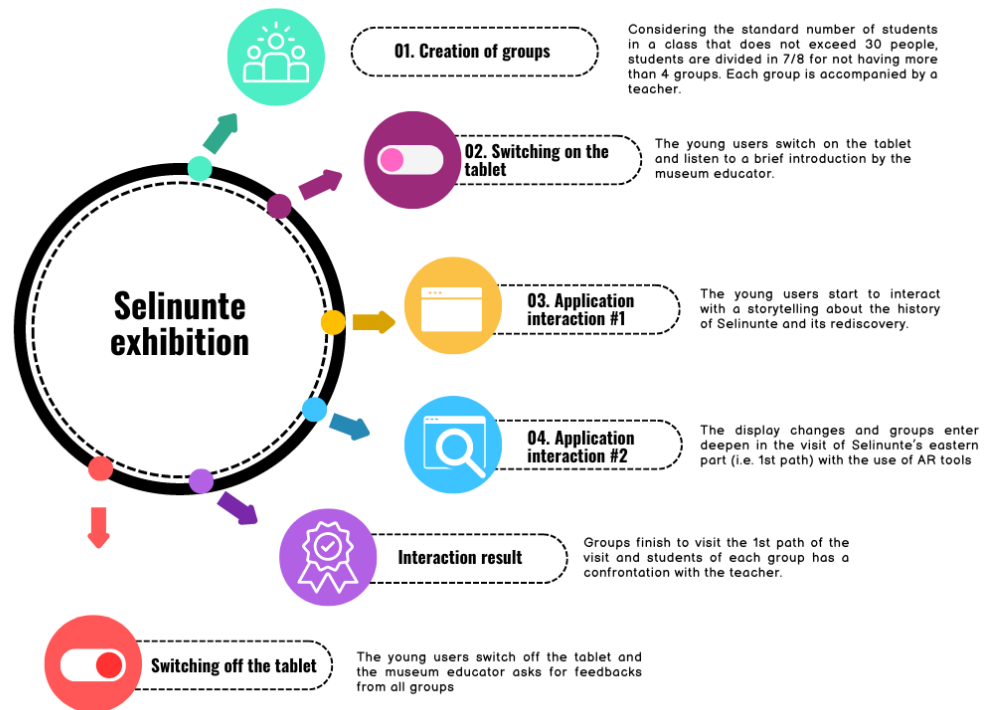 Selinunte
exhibition
01. Creation of groups
Considering the standard number of students
in a class that does not exceed 30 people,
students are divided in 7/8 for not having more
than 4 groups. Each group is accompanied by a
teacher.
02. Switching on the
tablet
The young users switch on the tablet
and listen to a brief introduction by the
museum educator.
03. Application
interaction #1
The young users start to interact
with a storytelling about the history
of Selinunte and its rediscovery.
04. Application
interaction #2
The display changes and groups enter
deepen in the visit of Selinunte's eastern
part (i.e. 1st path) with the use of AR tools
Interaction result
Groups finish to visit the 1st path of the
visit and students of each group has a
confrontation with the teacher.
Switching off the tablet
The young users switch off the tablet and
the museum educator asks for feedbacks
from all groups